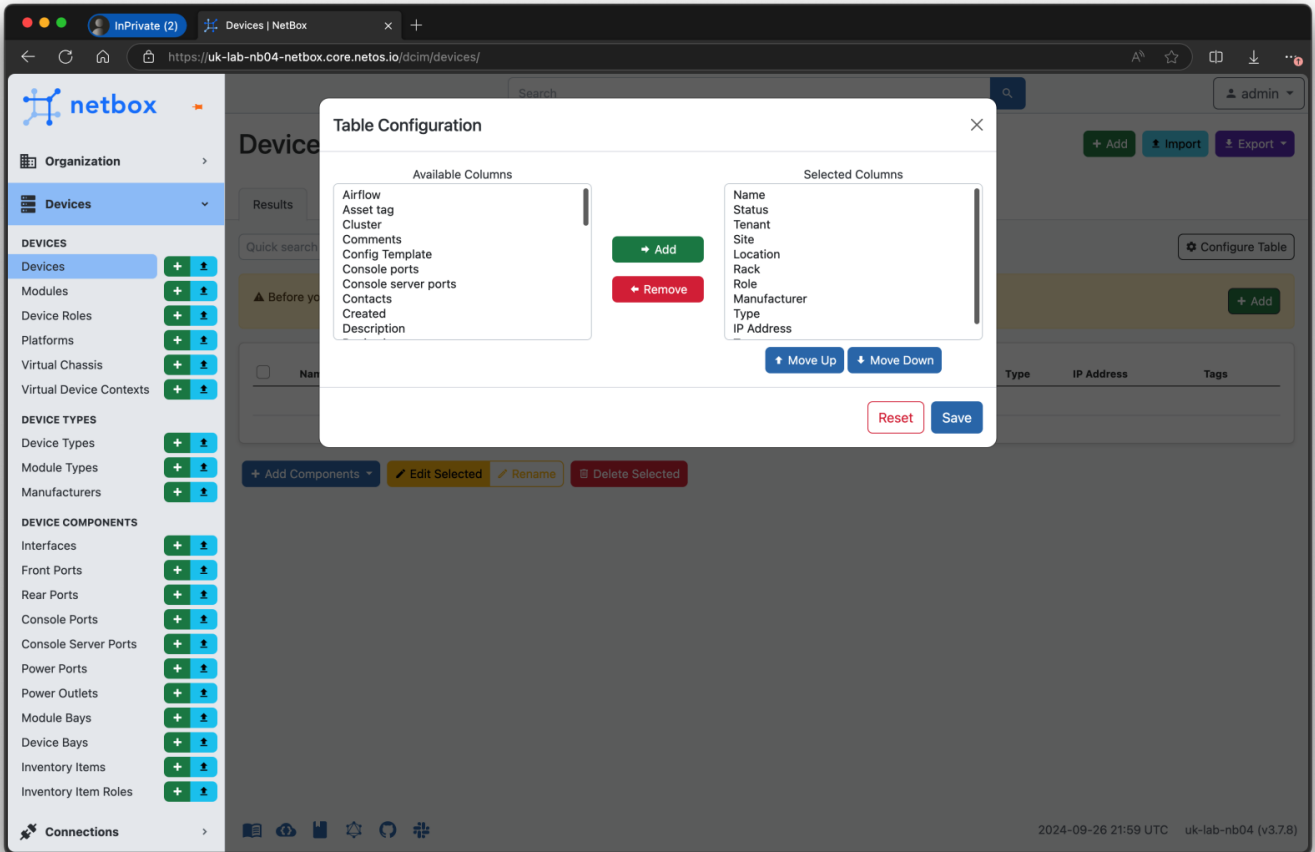 InPrivate (2)
Devices | NetBox
https://uk-lab-nb04-netbox.core.netos.io/dcim/devices/
netbox
Organization
Devices
DEVICES
Devices
Modules
Device Roles
Platforms
Virtual Chassis
Virtual Device Contexts
DEVICE TYPES
Device Types
Module Types
Manufacturers
DEVICE COMPONENTS
Interfaces
Front Ports
Rear Ports
Console Ports
Console Server Ports
Power Ports
Power Outlets
Module Bays
Device Bays
Inventory Items
Inventory Item Roles
Connections
Search
admin
Device
+ Add
Import
Export
Results
Quick search
Configure Table
Before yo
+ Add
Type
IP Address
Tags
Table Configuration
Available Columns
Airflow
Asset tag
Cluster
Comments
Config Template
Console ports
Console server ports
Contacts
Created
Description
Add
Remove
Selected Columns
Name
Status
Tenant
Site
Location
Rack
Role
Manufacturer
Type
IP Address
Move Up
Move Down
Reset
Save
+ Add Components
Edit Selected
Rename
Delete Selected
2024-09-26 21:59 UTC
uk-lab-nb04 (v3.7.8)